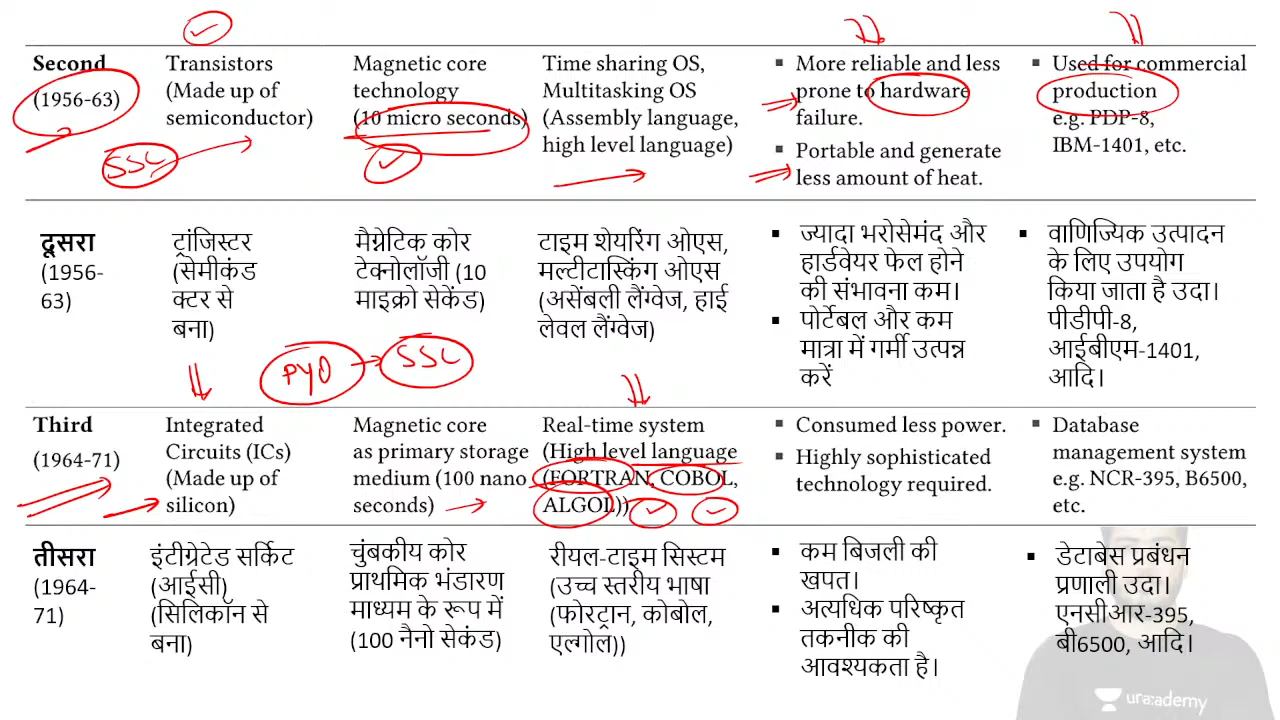 Second
(1956-63)
Transistors
(Made up of
semiconductor)
Magnetic core
technology
(10 micro seconds)
Time sharing OS,
Multitasking OS
(Assembly language,
high level language)
▪ More reliable and less
prone to hardware
failure.
▪ Portable and generate
less amount of heat.
▪ Used for commercial
production
e.g. PDP-8,
IBM-1401, etc.
SSC
दूसरा
(1956-
63)
ट्रांजिस्टर
(सेमीकंड
क्टर से
बना)
मैग्नेटिक कोर
टेक्नोलॉजी (10
माइक्रो सेकेंड)
टाइम शेयरिंग ओएस,
मल्टीटास्किंग ओएस
(असेंबली लैंग्वेज, हाई
लेवल लैंग्वेज)
▪ ज्यादा भरोसेमंद और
हार्डवेयर फेल होने
की संभावना कम।
▪ पोर्टेबल और कम
मात्रा में गर्मी उत्पन्न
करें
▪ वाणिज्यिक उत्पादन
के लिए उपयोग
किया जाता है उदा।
पीडीपी-8,
आईबीएम-1401,
आदि।
PYQ
SSC
Third
(1964-71)
Integrated
Circuits (ICs)
(Made up of
silicon)
Magnetic core
as primary storage
medium (100 nano
seconds)
Real-time system
(High level language
(FORTRAN, COBOL,
ALGOL))
▪ Consumed less power.
▪ Highly sophisticated
technology required.
▪ Database
management system
e.g. NCR-395, B6500,
etc.
तीसरा
(1964-
71)
इंटीग्रेटेड सर्किट
(आईसी)
(सिलिकॉन से
बना)
चुंबकीय कोर
प्राथमिक भंडारण
माध्यम के रूप में
(100 नैनो सेकंड)
रीयल-टाइम सिस्टम
(उच्च स्तरीय भाषा
(फोरट्रान, कोबोल,
एल्गोल))
▪ कम बिजली की
खपत।
▪ अत्यधिक परिष्कृत
तकनीक की
आवश्यकता है।
▪ डेटाबेस प्रबंधन
प्रणाली उदा।
एनसीआर-395,
बी6500, आदि।
unacademy